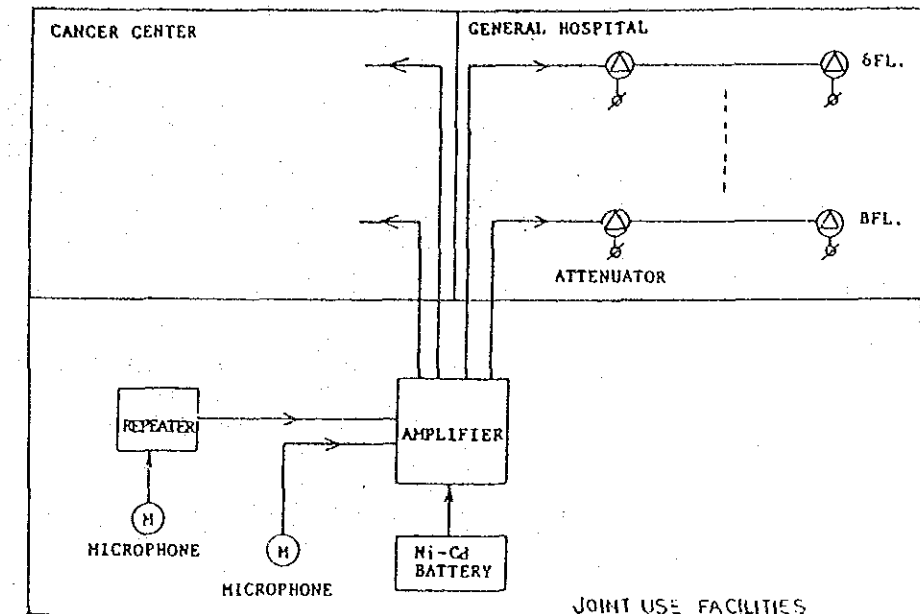 CANCER CENTER
GENERAL HOSPITAL
6FL.
BFL.
ATTENUATOR
REPEATER
AMPLIFIER
M
MICROPHONE
M
MICROPHONE
Ni-Cd
BATTERY
JOINT USE FACILITIES